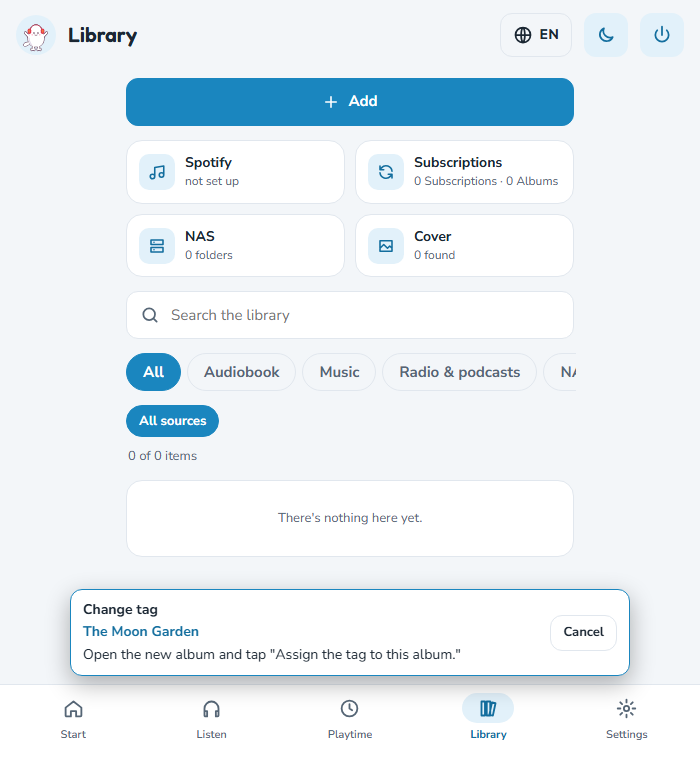 Library
EN
Add
Spotify
not set up
Subscriptions
0 Subscriptions · 0 Albums
NAS
0 folders
Cover
0 found
Search the library
All
Audiobook
Music
Radio & podcasts
All sources
0 of 0 items
There's nothing here yet.
Change tag
The Moon Garden
Open the new album and tap "Assign the tag to this album."
Cancel
Start
Listen
Playtime
Library
Settings